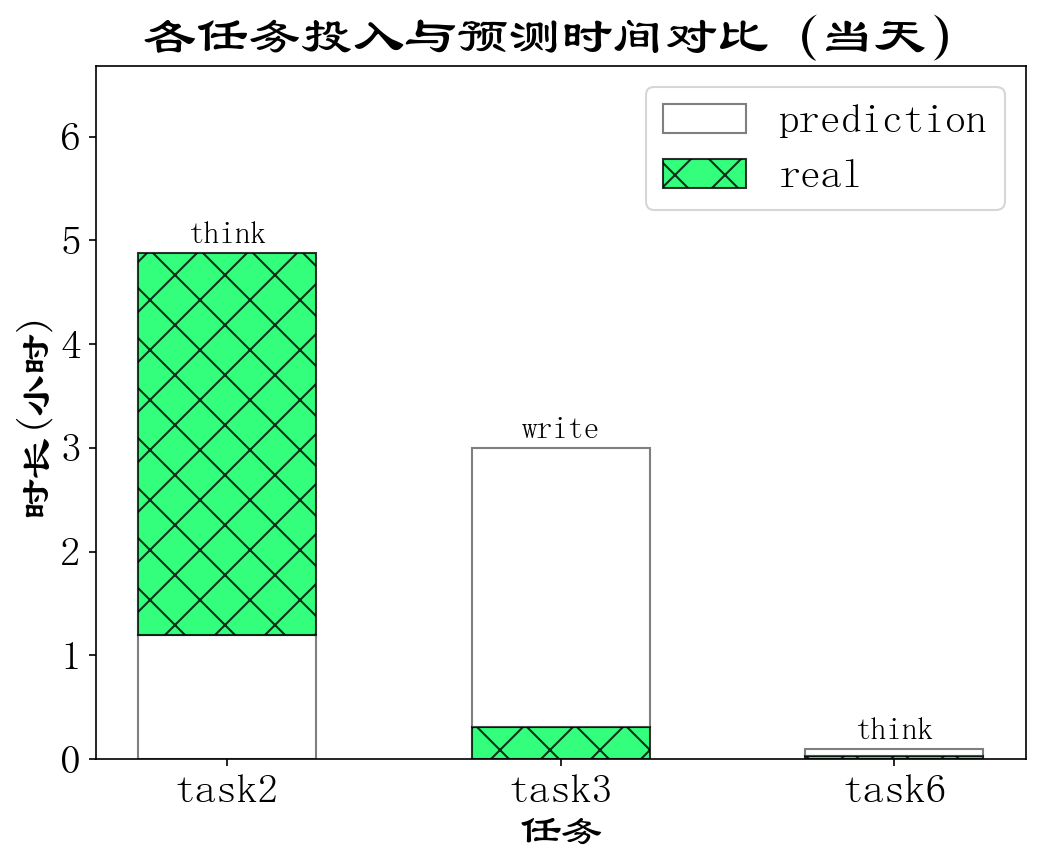 各任务投入与预测时间对比 (当天)
prediction
real
时长(小时)
6
5
4
3
2
1
0
think
write
think
task2
task3
task6
任务